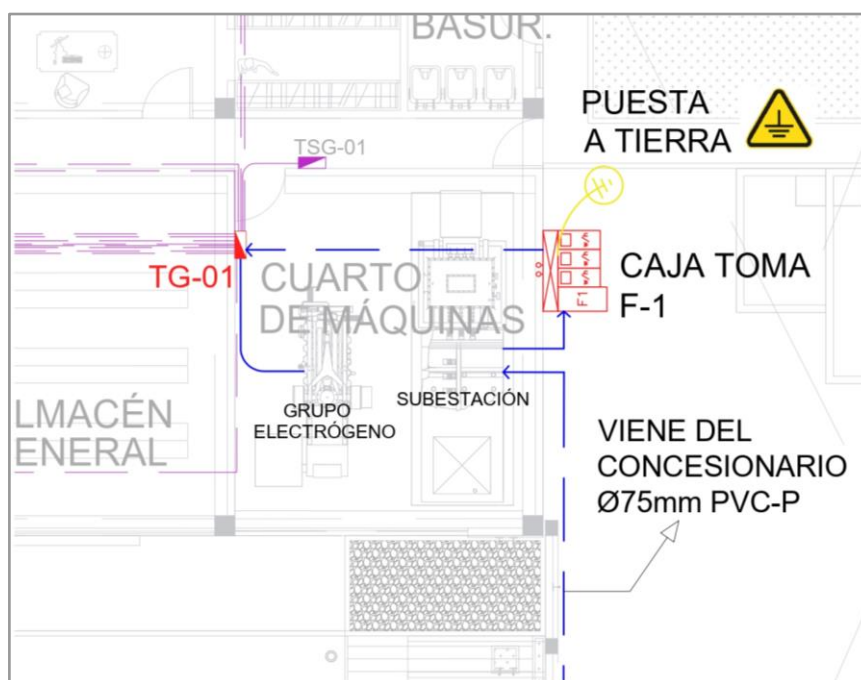 BASUR.
PUESTA
A TIERRA
TSG-01
TG-01
CUARTO
DE MÁQUINAS
F1
CAJA TOMA
F-1
GRUPO
ELECTRÓGENO
SUBESTACIÓN
LMACÉN
ENERAL
VIENE DEL
CONCESIONARIO
Ø75mm PVC-P